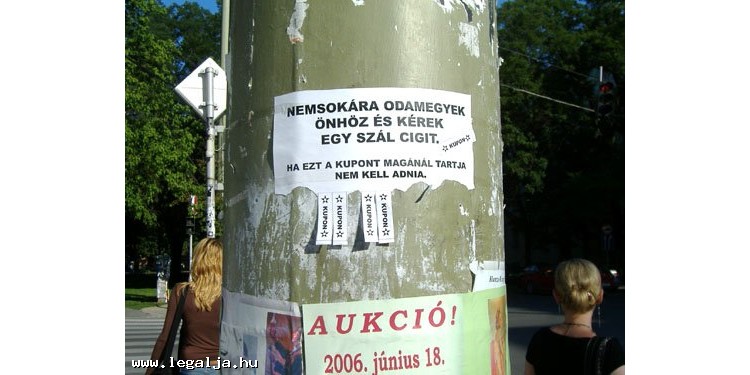 NEMSOKÁRA ODAMEGYEK
ÖNHÖZ ÉS KÉREK
EGY SZÁL CIGIT.
☆ KUPON ☆
HA EZT A KUPONT MAGÁNÁL TARTJA
NEM KELL ADNIA.
☆ KUPON ☆
☆ KUPON ☆
☆ KUPON ☆
☆ KUPON ☆
AUKCIÓ!
2006. június 18.
www.legalja.hu